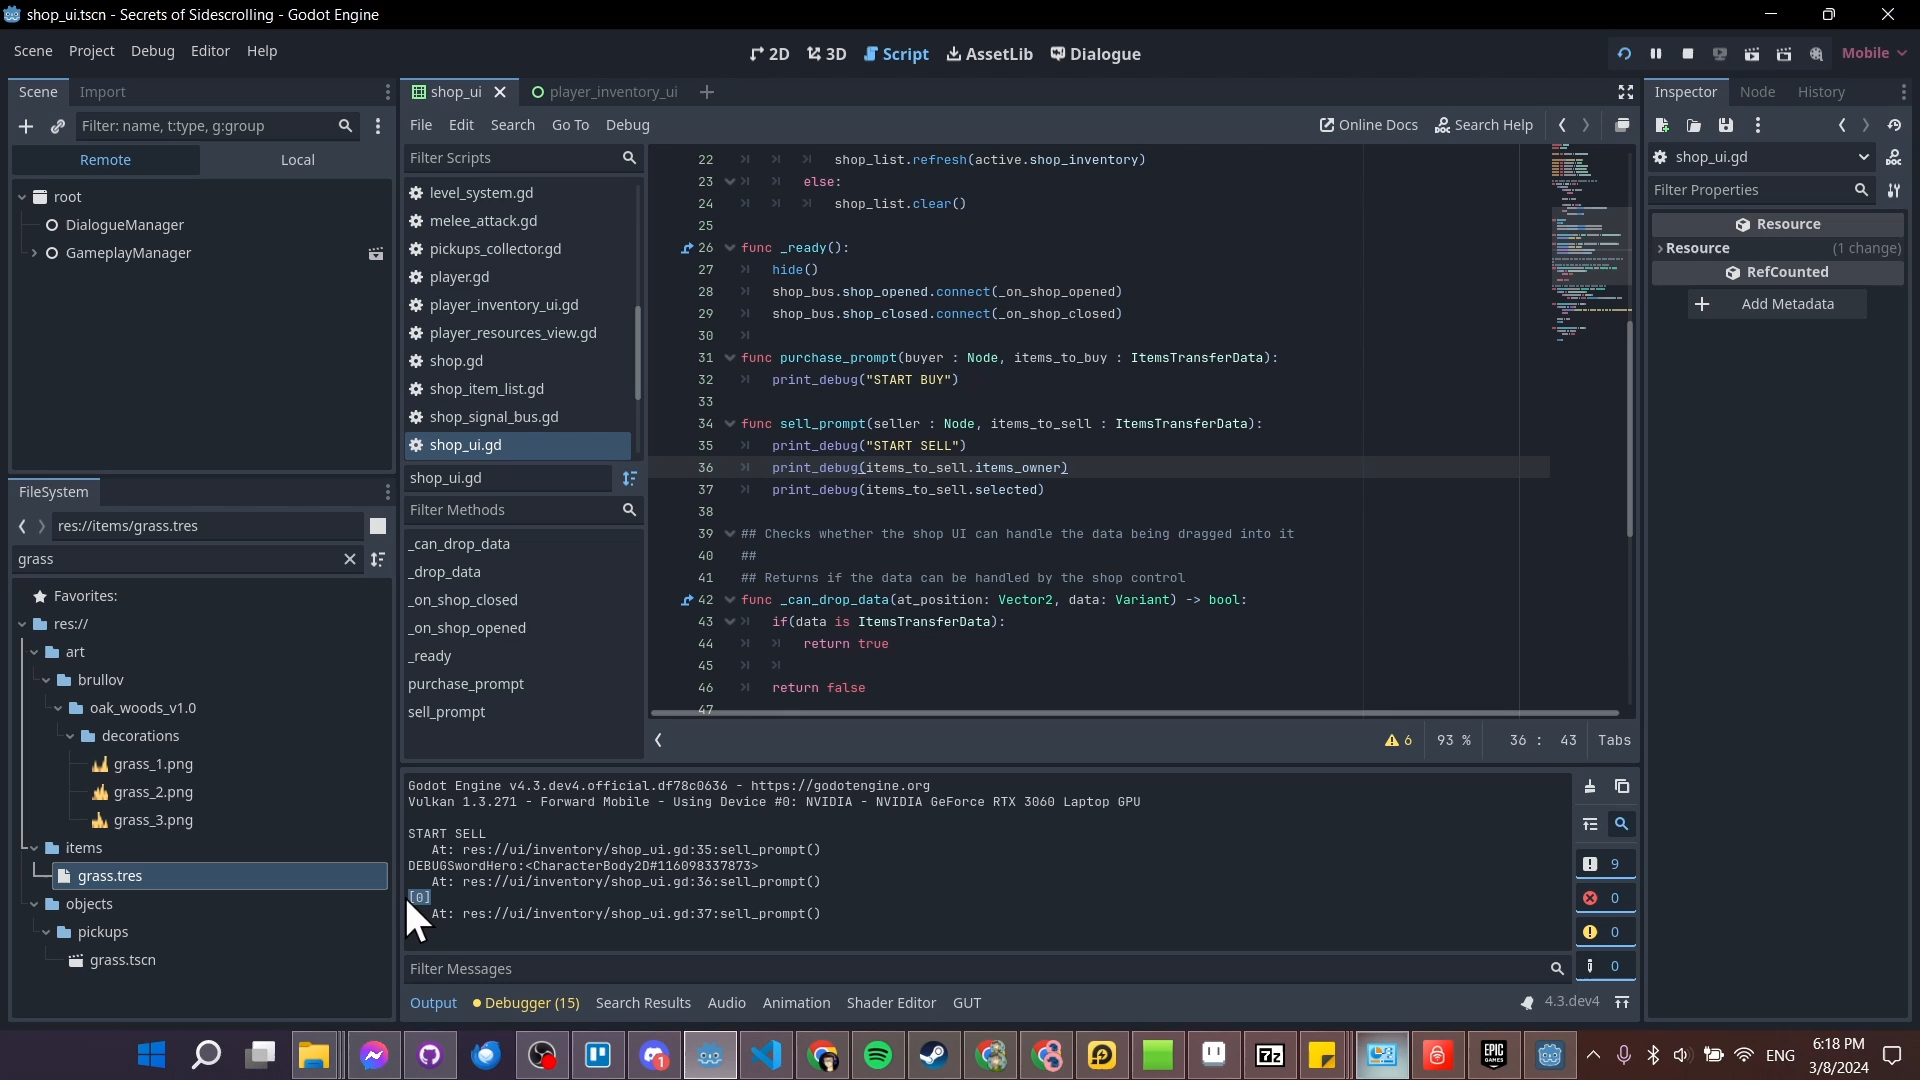 shop_ui.tscn - Secrets of Sidescrolling - Godot Engine
Scene Project Debug Editor Help
2D 3D Script AssetLib Dialogue
Mobile
Scene Import
Filter: name, t:type, g:group
Remote Local
root
DialogueManager
GameplayManager
FileSystem
res://items/grass.tres
grass
Favorites:
res://
art
brullov
oak_woods_v1.0
decorations
grass_1.png
grass_2.png
grass_3.png
items
grass.tres
objects
pickups
grass.tscn
shop_ui player_inventory_ui
File Edit Search Go To Debug
Online Docs Search Help
Filter Scripts
level_system.gd
melee_attack.gd
pickups_collector.gd
player.gd
player_inventory_ui.gd
player_resources_view.gd
shop.gd
shop_item_list.gd
shop_signal_bus.gd
shop_ui.gd
shop_ui.gd
Filter Methods
_can_drop_data
_drop_data
_on_shop_closed
_on_shop_opened
_ready
purchase_prompt
sell_prompt
22 shop_list.refresh(active.shop_inventory)
23 else:
24 shop_list.clear()
25
26 func _ready():
27 hide()
28 shop_bus.shop_opened.connect(_on_shop_opened)
29 shop_bus.shop_closed.connect(_on_shop_closed)
30
31 func purchase_prompt(buyer : Node, items_to_buy : ItemsTransferData):
32 print_debug("START BUY")
33
34 func sell_prompt(seller : Node, items_to_sell : ItemsTransferData):
35 print_debug("START SELL")
36 print_debug(items_to_sell.items_owner)
37 print_debug(items_to_sell.selected)
38
39 ## Checks whether the shop UI can handle the data being dragged into it
40 ##
41 ## Returns if the data can be handled by the shop control
42 func _can_drop_data(at_position: Vector2, data: Variant) -> bool:
43 if(data is ItemsTransferData):
44 return true
45
46 return false
47
6 93 % 36 : 43 Tabs
Godot Engine v4.3.dev4.official.df78c0636 - https://godotengine.org
Vulkan 1.3.271 - Forward Mobile - Using Device #0: NVIDIA - NVIDIA GeForce RTX 3060 Laptop GPU
START SELL
At: res://ui/inventory/shop_ui.gd:35:sell_prompt()
DEBUGSwordHero:<CharacterBody2D#116098337873>
At: res://ui/inventory/shop_ui.gd:36:sell_prompt()
[0]
At: res://ui/inventory/shop_ui.gd:37:sell_prompt()
9
0
0
0
Filter Messages
Output Debugger (15) Search Results Audio Animation Shader Editor GUT
4.3.dev4
Inspector Node History
shop_ui.gd
Filter Properties
Resource
Resource (1 change)
RefCounted
Add Metadata
1
7z
EPIC GAMES
ENG
6:18 PM
3/8/2024